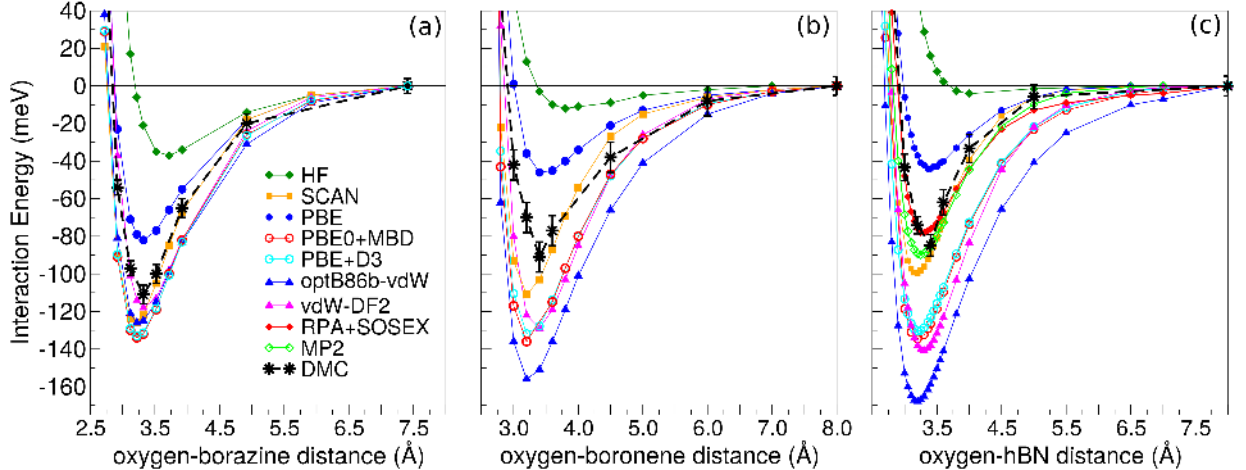 Interaction Energy (meV)
40
20
0
-20
-40
-60
-80
-100
-120
-140
-160
(a)
HF
SCAN
PBE
PBE0+MBD
PBE+D3
optB86b-vdW
vdW-DF2
RPA+SOSEX
MP2
DMC
2.5 3.5 4.5 5.5 6.5 7.5
oxygen-borazine distance (Å)
(b)
3.0 4.0 5.0 6.0 7.0 8.0
oxygen-boronene distance (Å)
(c)
3.5 4.5 5.5 6.5 7.5
oxygen-hBN distance (Å)